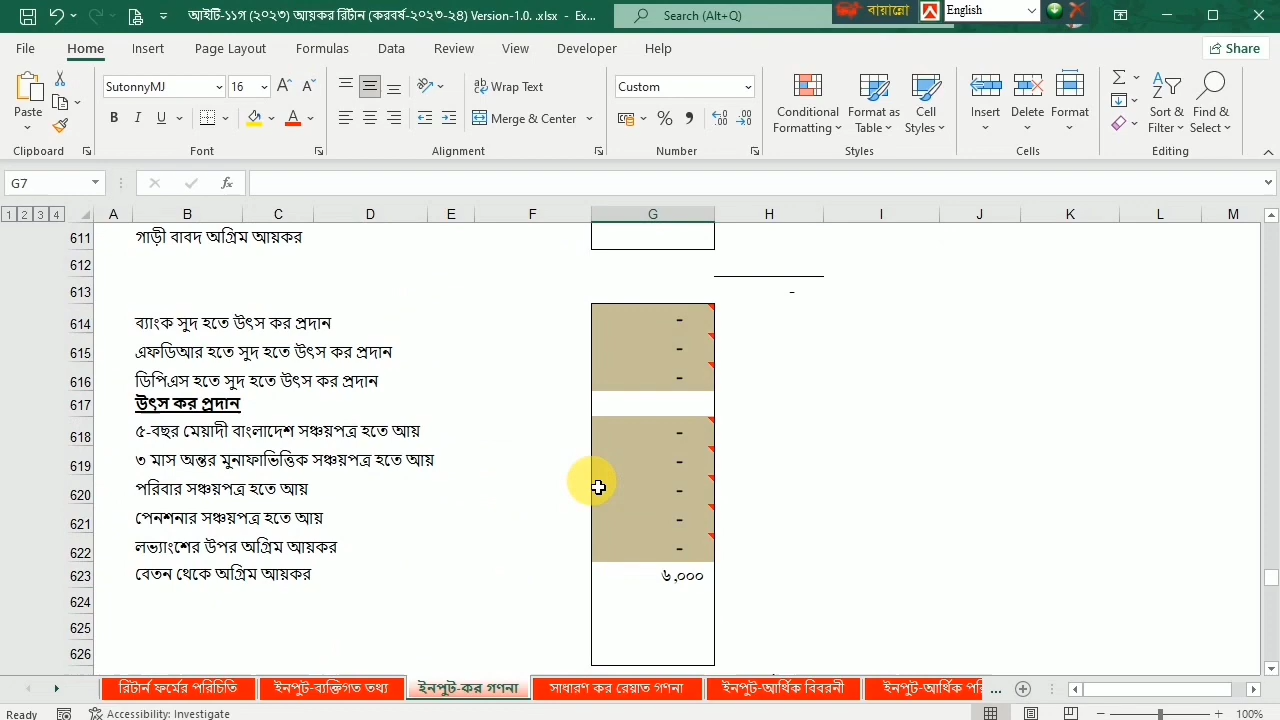 আইটি-১১গ (২০২৩) আয়কর রিটার্ন (করবর্ষ-২০২৩-২৪) Version-1.0. .xlsx - Ex...
Search (Alt+Q)
বায়ান্নো
English
File Home Insert Page Layout Formulas Data Review View Developer Help
Share
Paste
SutonnyMJ 16
Wrap Text
Custom
B I U
Merge & Center
Conditional Formatting
Format as Table
Cell Styles
Insert Delete Format
Sort & Filter
Find & Select
Clipboard Font Alignment Number Styles Cells Editing
G7
fx
1 2 3 4
A B C D E F G H I J K L M
611 গাড়ী বাবদ অগ্রিম আয়কর
612
613 -
614 ব্যাংক সুদ হতে উৎস কর প্রদান -
615 এফডিআর হতে সুদ হতে উৎস কর প্রদান -
616 ডিপিএস হতে সুদ হতে উৎস কর প্রদান -
617 উৎস কর প্রদান
618 ৫-বছর মেয়াদী বাংলাদেশ সঞ্চয়পত্র হতে আয় -
619 ৩ মাস অন্তর মুনাফাভিত্তিক সঞ্চয়পত্র হতে আয় -
620 পরিবার সঞ্চয়পত্র হতে আয় -
621 পেনশনার সঞ্চয়পত্র হতে আয় -
622 লভ্যাংশের উপর অগ্রিম আয়কর -
623 বেতন থেকে অগ্রিম আয়কর ৬,০০০
624
625
626
রিটার্ন ফর্মের পরিচিতি ইনপুট-ব্যক্তিগত তথ্য ইনপুট-কর গণনা সাধারণ কর রেয়াত গণনা ইনপুট-আর্থিক বিবরনী ইনপুট-আর্থিক পরি ...
Ready Accessibility: Investigate 100%